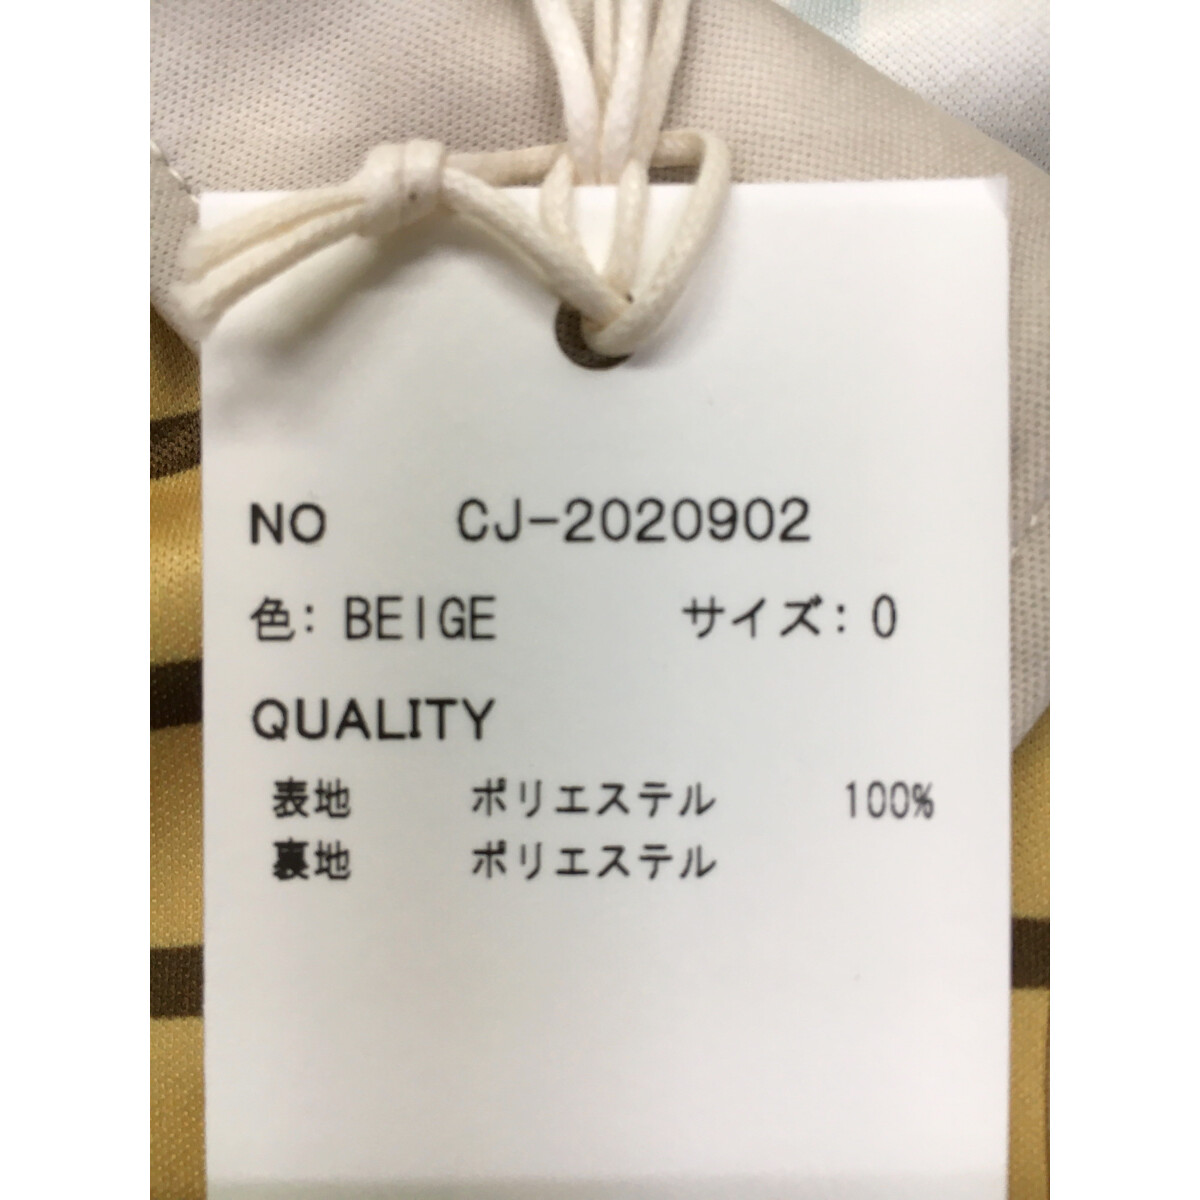 NO CJ-2020902
色: BEIGE サイズ: 0
QUALITY
表地 ポリエステル 100%
裏地 ポリエステル